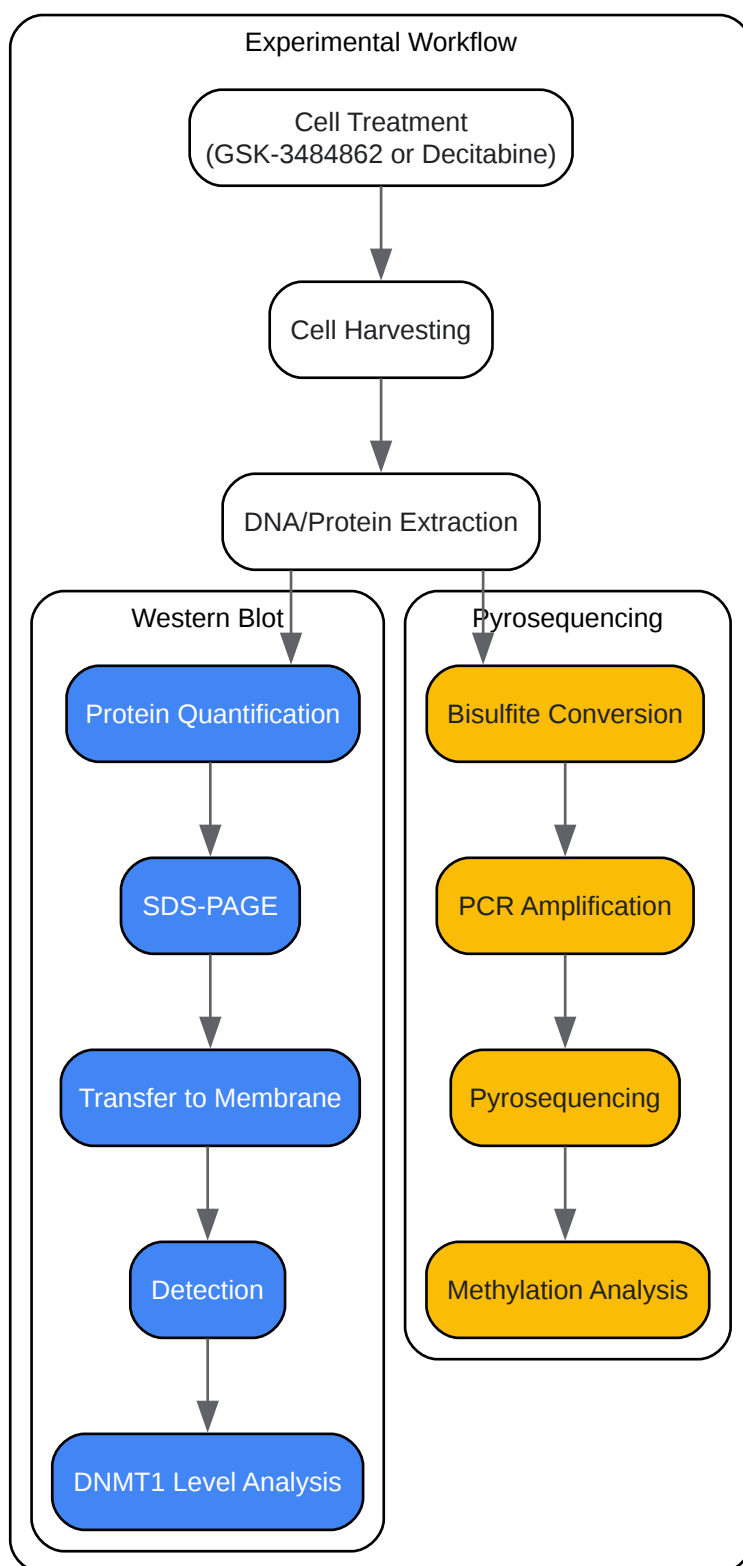 Experimental Workflow
Cell Treatment
(GSK-3484862 or Decitabine)
Cell Harvesting
DNA/Protein Extraction
Western Blot
Protein Quantification
SDS-PAGE
Transfer to Membrane
Detection
DNMT1 Level Analysis
Pyrosequencing
Bisulfite Conversion
PCR Amplification
Pyrosequencing
Methylation Analysis